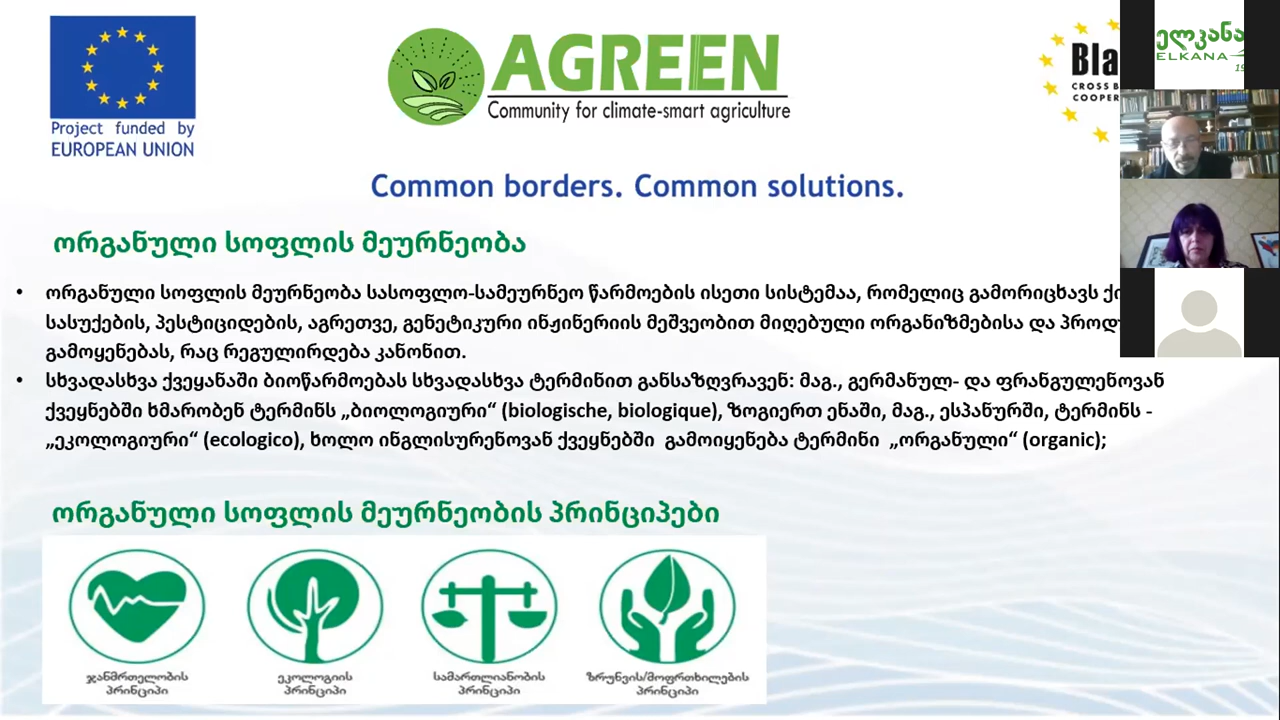 Project funded by
EUROPEAN UNION
AGREEN
Community for climate-smart agriculture
CROSS
COOPER
ელკანა
ELKANA
Common borders. Common solutions.
ორგანული სოფლის მეურნეობა
• ორგანული სოფლის მეურნეობა სასოფლო-სამეურნეო წარმოების ისეთი სისტემაა, რომელიც გამორიცხავს
სასუქების, პესტიციდების, აგრეთვე, გენეტიკური ინჟინერიის მეშვეობით მიღებული ორგანიზმებისა და
გამოყენებას, რაც რეგულირდება კანონით.
• სხვადასხვა ქვეყანაში ბიოწარმოებას სხვადასხვა ტერმინით განსაზღვრავენ: მაგ., გერმანულ- და ფრანგულენოვან
ქვეყნებში ხმარობენ ტერმინს „ბიოლოგიური“ (biologische, biologique), ზოგიერთ ენაში, მაგ., ესპანურში, ტერმინს -
„ეკოლოგიური“ (ecologico), ხოლო ინგლისურენოვან ქვეყნებში გამოიყენება ტერმინი „ორგანული“ (organic);
ორგანული სოფლის მეურნეობის პრინციპები
ჯანმრთელობის
პრინციპი
ეკოლოგიის
პრინციპი
სამართლიანობის
პრინციპი
ზრუნვის/მოფრთხილების
პრინციპი